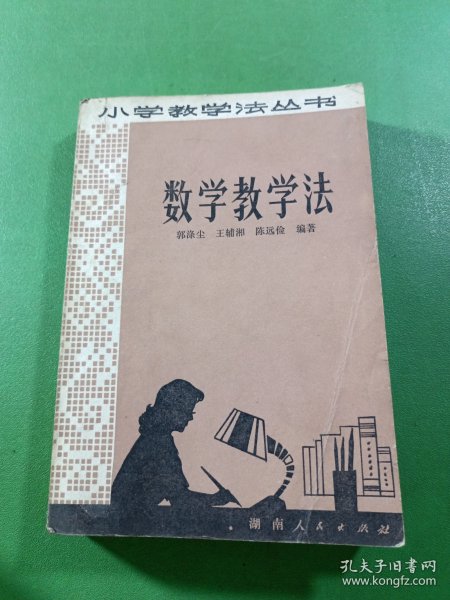 小学教学法丛书
数学教学法
郭涤尘 王辅湘 陈远俭 编著
湖南人民出版社
孔夫子旧书网
www.kongfz.com